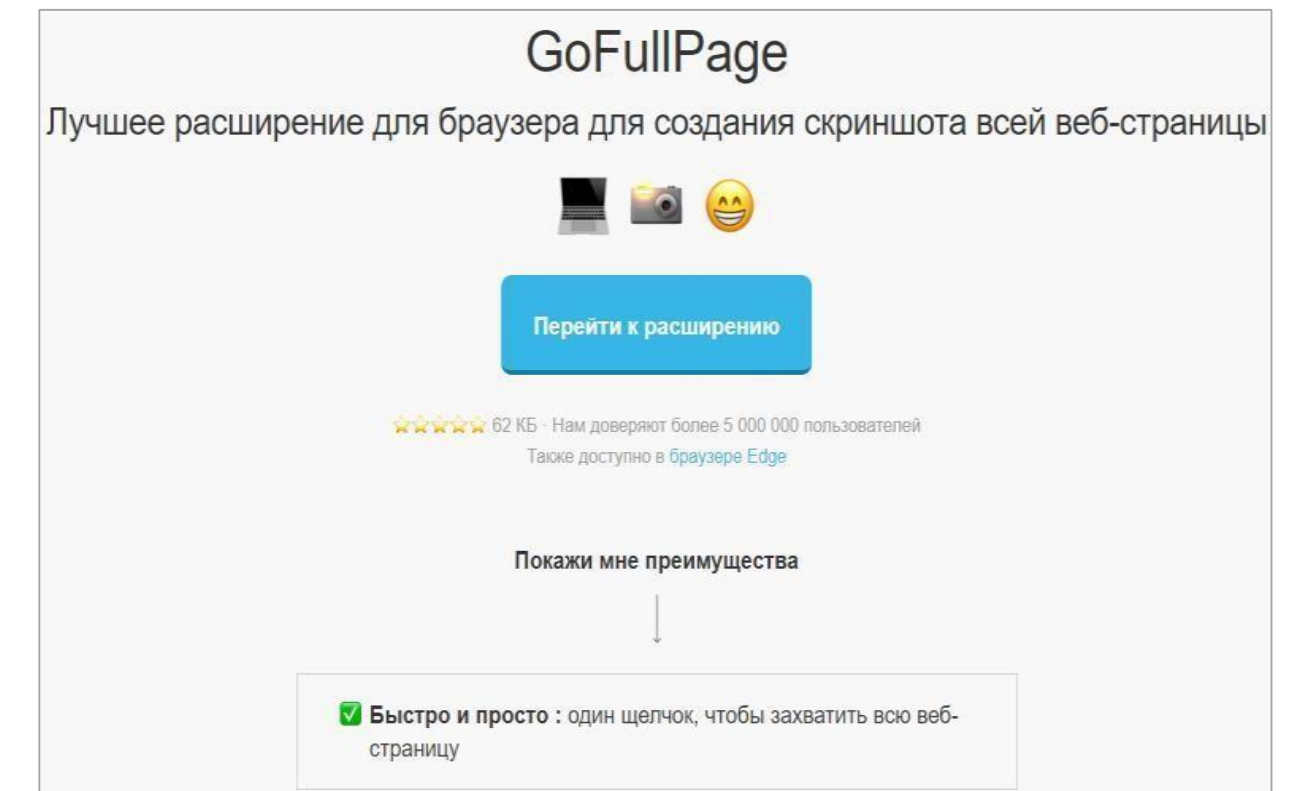 GoFullPage
Лучшее расширение для браузера для создания скриншота всей веб-страницы
Перейти к расширению
62 КБ - Нам доверяют более 5 000 000 пользователей
Также доступно в браузере Edge
Покажи мне преимущества
Быстро и просто : один щелчок, чтобы захватить всю веб-
страницу